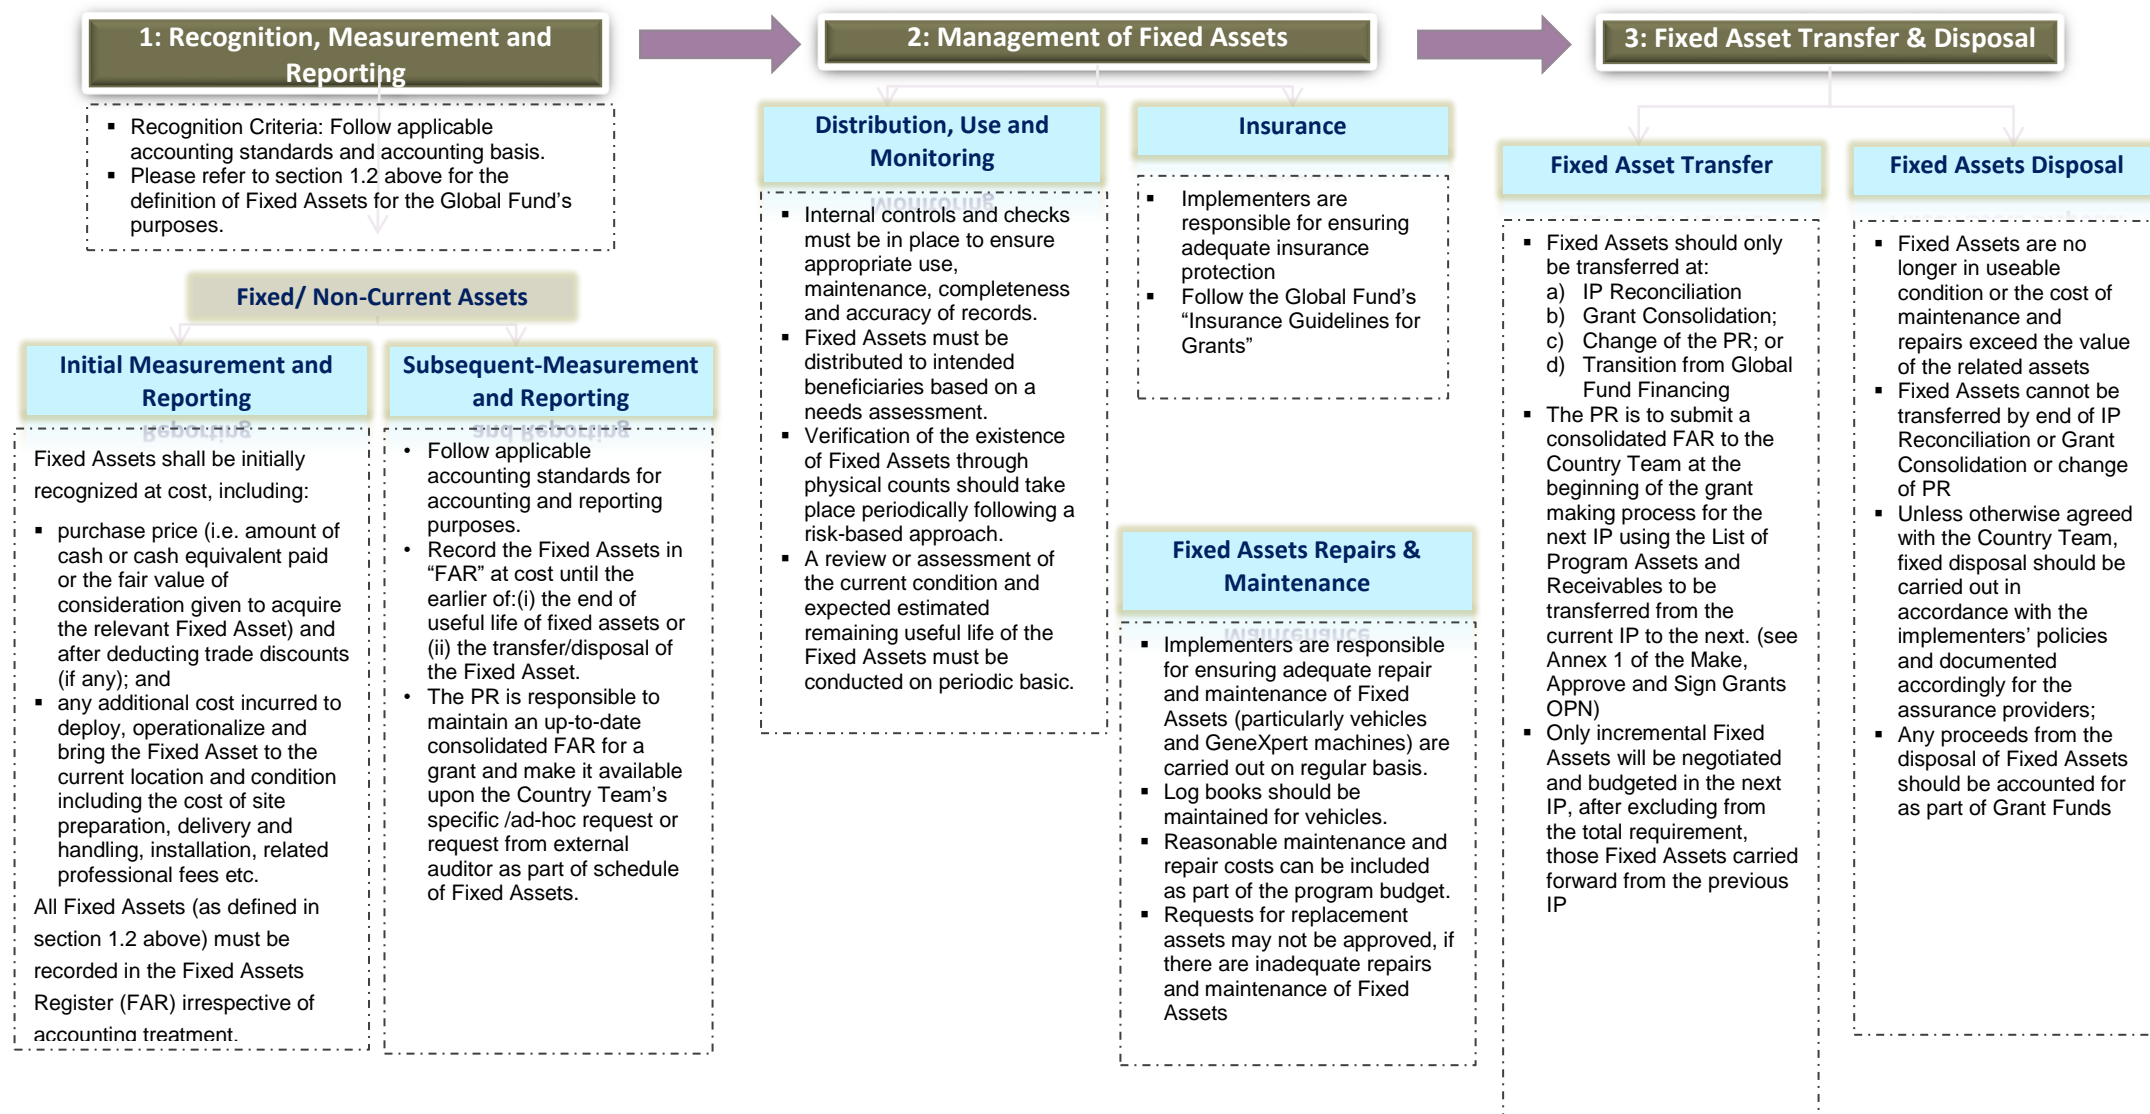 1: Recognition, Measurement and
Reporting
2: Management of Fixed Assets
3: Fixed Asset Transfer & Disposal
▪ Recognition Criteria: Follow applicable
accounting standards and accounting basis.
▪ Please refer to section 1.2 above for the
definition of Fixed Assets for the Global Fund's
purposes.
Fixed/ Non-Current Assets
Initial Measurement and
Reporting
Fixed Assets shall be initially
recognized at cost, including:
▪ purchase price (i.e. amount of
cash or cash equivalent paid
or the fair value of
consideration given to acquire
the relevant Fixed Asset) and
after deducting trade discounts
(if any); and
▪ any additional cost incurred to
deploy, operationalize and
bring the Fixed Asset to the
current location and condition
including the cost of site
preparation, delivery and
handling, installation, related
professional fees etc.
All Fixed Assets (as defined in
section 1.2 above) must be
recorded in the Fixed Assets
Register (FAR) irrespective of
accounting treatment.
Subsequent-Measurement
and Reporting
• Follow applicable
accounting standards for
accounting and reporting
purposes.
• Record the Fixed Assets in
“FAR” at cost until the
earlier of:(i) the end of
useful life of fixed assets or
(ii) the transfer/disposal of
the Fixed Asset.
• The PR is responsible to
maintain an up-to-date
consolidated FAR for a
grant and make it available
upon the Country Team’s
specific /ad-hoc request or
request from external
auditor as part of schedule
of Fixed Assets.
Distribution, Use and
Monitoring
▪ Internal controls and checks
must be in place to ensure
appropriate use,
maintenance, completeness
and accuracy of records.
▪ Fixed Assets must be
distributed to intended
beneficiaries based on a
needs assessment.
▪ Verification of the existence
of Fixed Assets through
physical counts should take
place periodically following a
risk-based approach.
▪ A review or assessment of
the current condition and
expected estimated
remaining useful life of the
Fixed Assets must be
conducted on periodic basic.
Insurance
▪ Implementers are
responsible for ensuring
adequate insurance
protection
▪ Follow the Global Fund’s
“Insurance Guidelines for
Grants”
Fixed Assets Repairs &
Maintenance
▪ Implementers are responsible
for ensuring adequate repair
and maintenance of Fixed
Assets (particularly vehicles
and GeneXpert machines) are
carried out on regular basis.
▪ Log books should be
maintained for vehicles.
▪ Reasonable maintenance and
repair costs can be included
as part of the program budget.
▪ Requests for replacement
assets may not be approved, if
there are inadequate repairs
and maintenance of Fixed
Assets
Fixed Asset Transfer
▪ Fixed Assets should only
be transferred at:
a) IP Reconciliation
b) Grant Consolidation;
c) Change of the PR; or
d) Transition from Global
Fund Financing
▪ The PR is to submit a
consolidated FAR to the
Country Team at the
beginning of the grant
making process for the
next IP using the List of
Program Assets and
Receivables to be
transferred from the
current IP to the next. (see
Annex 1 of the Make,
Approve and Sign Grants
OPN)
▪ Only incremental Fixed
Assets will be negotiated
and budgeted in the next
IP, after excluding from
the total requirement,
those Fixed Assets carried
forward from the previous
IP
Fixed Assets Disposal
▪ Fixed Assets are no
longer in useable
condition or the cost of
maintenance and
repairs exceed the value
of the related assets
▪ Fixed Assets cannot be
transferred by end of IP
Reconciliation or Grant
Consolidation or change
of PR
▪ Unless otherwise agreed
with the Country Team,
fixed disposal should be
carried out in
accordance with the
implementers’ policies
and documented
accordingly for the
assurance providers;
▪ Any proceeds from the
disposal of Fixed Assets
should be accounted for
as part of Grant Funds